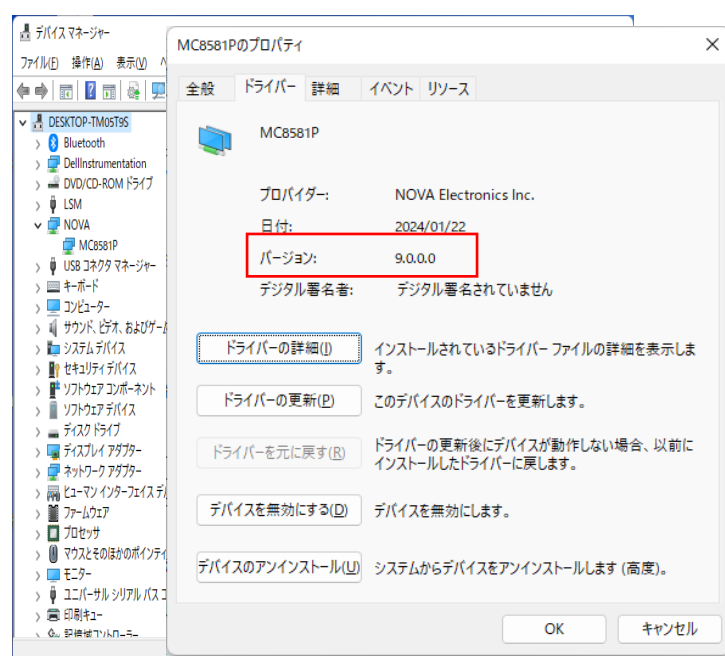 デバイス マネージャー
ファイル(F) 操作(A) 表示(V)
DESKTOP-TM05T9S
Bluetooth
DellInstrumentation
DVD/CD-ROM ドライブ
LSM
NOVA
MC8581P
USB コネクタ マネージャー
キーボード
コンピューター
サウンド、ビデオ、およびゲーム
システム デバイス
セキュリティ デバイス
ソフトウェア コンポーネント
ソフトウェア デバイス
ディスク ドライブ
ディスプレイ アダプター
ネットワーク アダプター
ヒューマン インターフェイス デ
ファームウェア
プロセッサ
マウスとそのほかのポインティ
モニター
ユニバーサル シリアル バス コ
印刷キュー
記憶域コントローラー
MC8581Pのプロパティ
全般 ドライバー 詳細 イベント リソース
MC8581P
プロバイダー: NOVA Electronics Inc.
日付: 2024/01/22
バージョン: 9.0.0.0
デジタル署名者: デジタル署名されていません
ドライバーの詳細(I) インストールされているドライバー ファイルの詳細を表示しま
す。
ドライバーの更新(P) このデバイスのドライバーを更新します。
ドライバーを元に戻す(R) ドライバーの更新後にデバイスが動作しない場合、以前に
インストールしたドライバーに戻します。
デバイスを無効にする(D) デバイスを無効にします。
デバイスのアンインストール(U) システムからデバイスをアンインストールします (高度)。
OK キャンセル